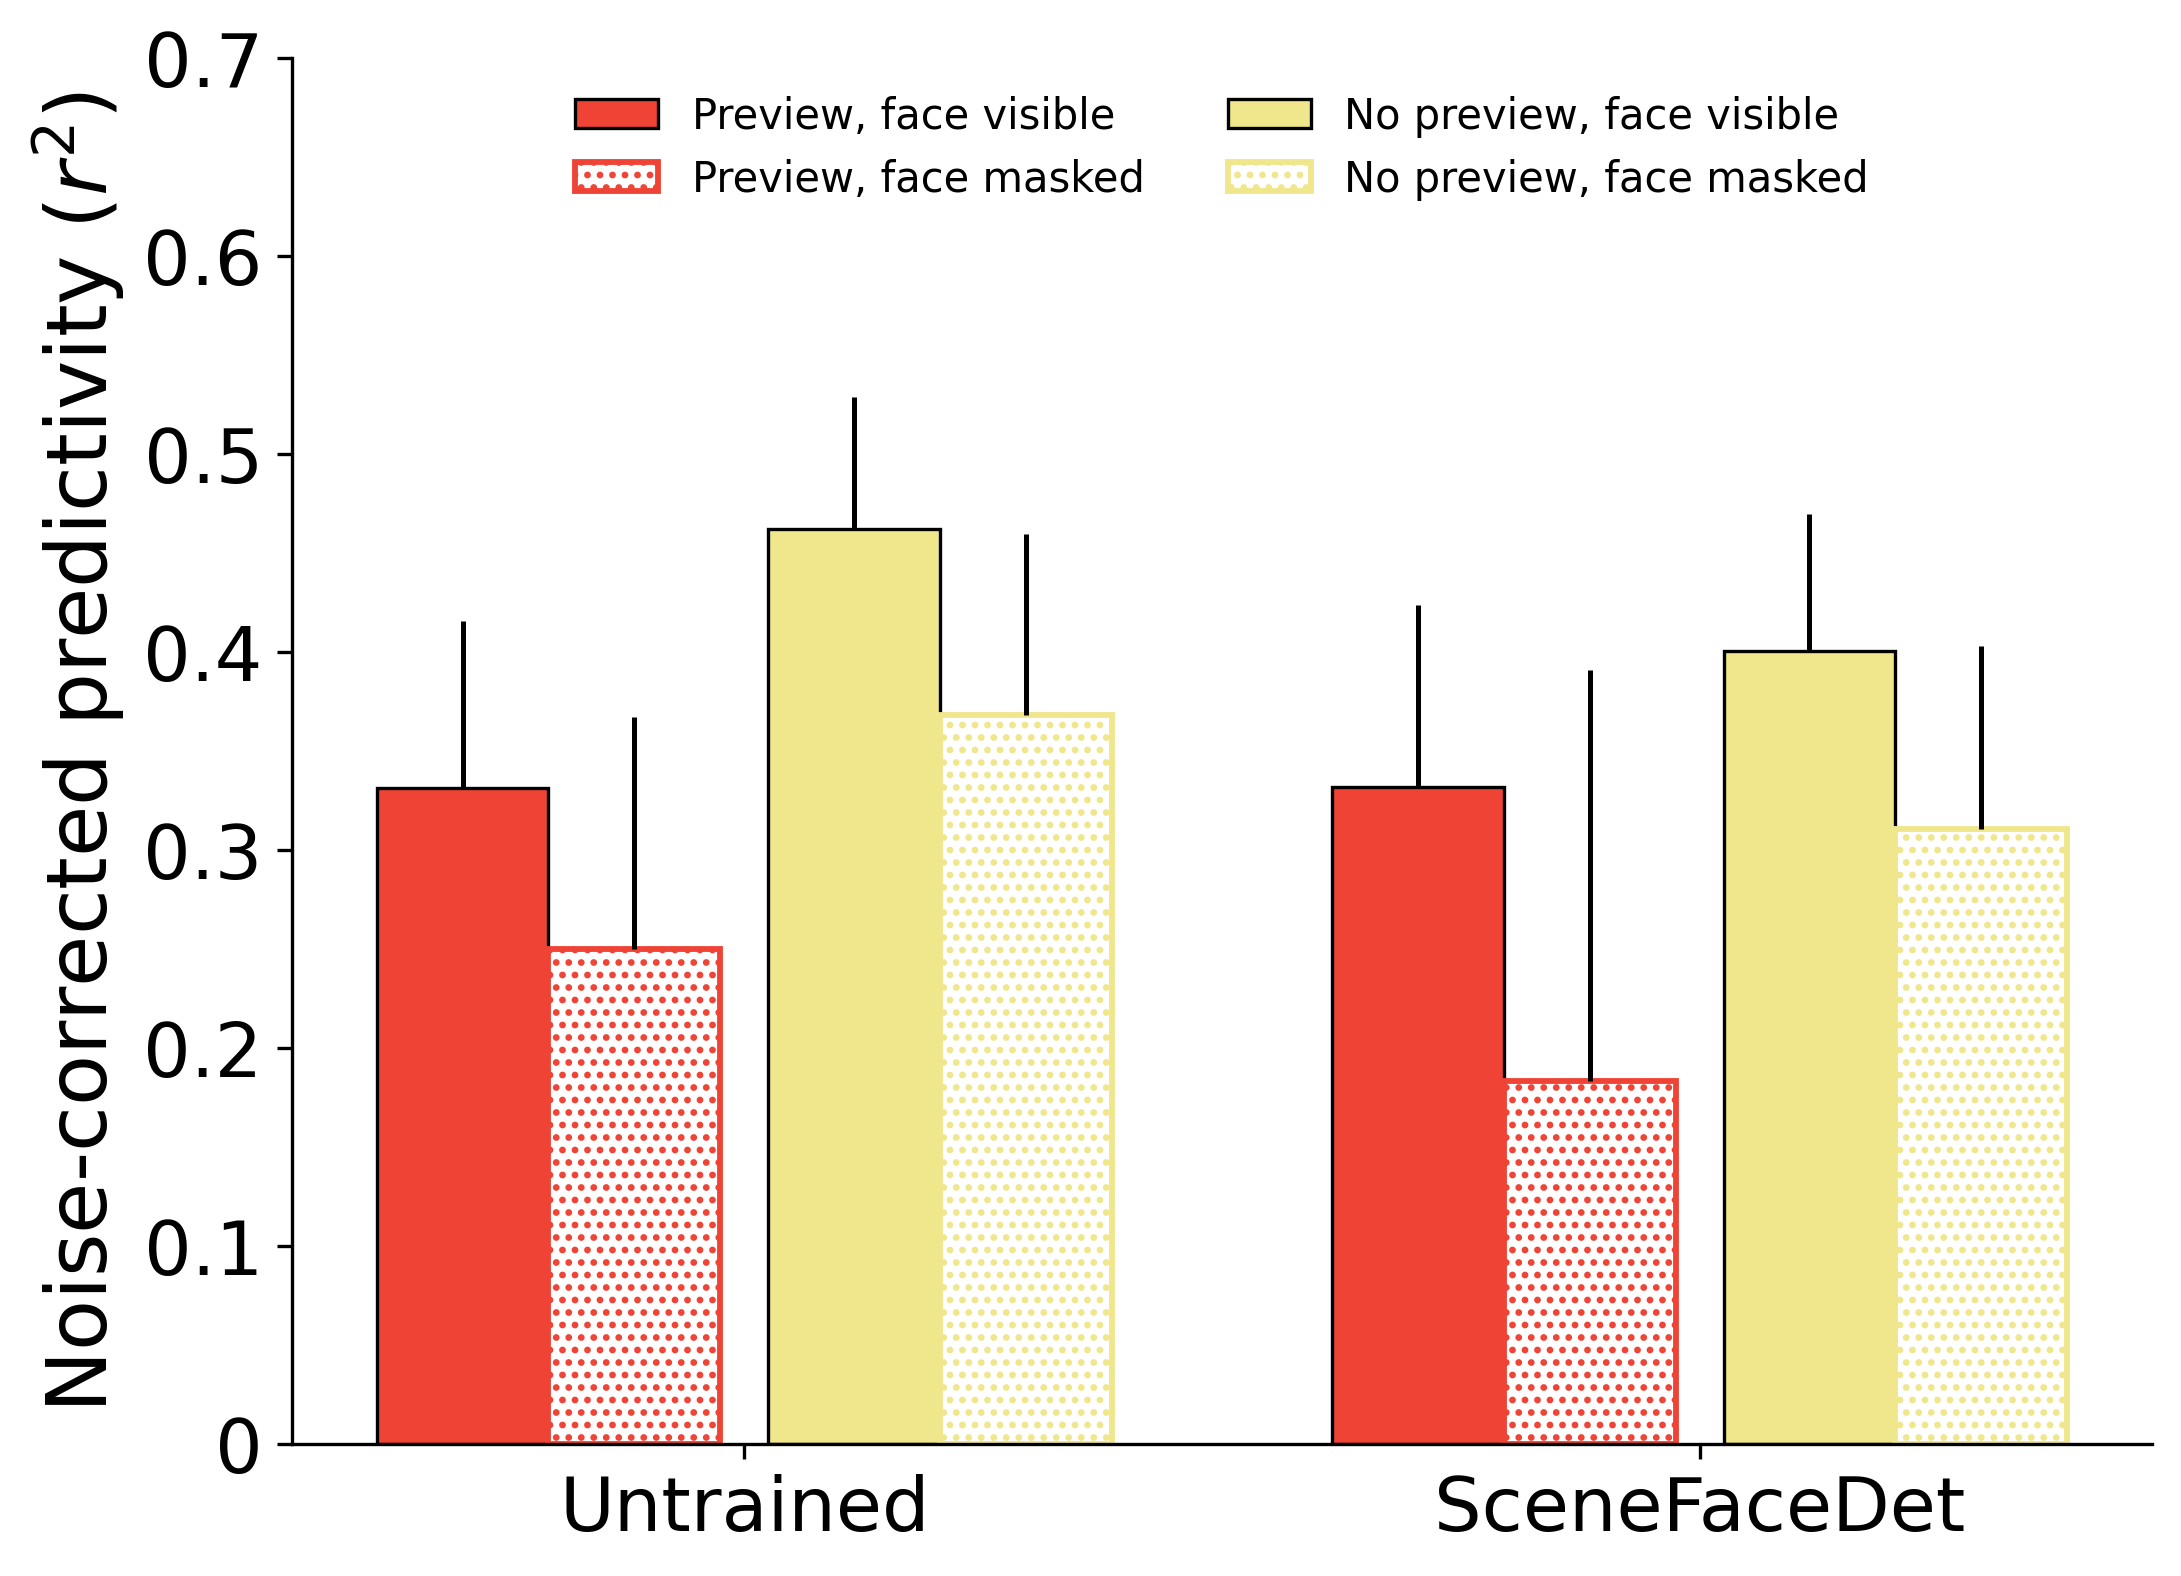 Noise-corrected predictivity (r²)
0.7
0.6
0.5
0.4
0.3
0.2
0.1
0
Preview, face visible
Preview, face masked
No preview, face visible
No preview, face masked
Untrained
SceneFaceDet